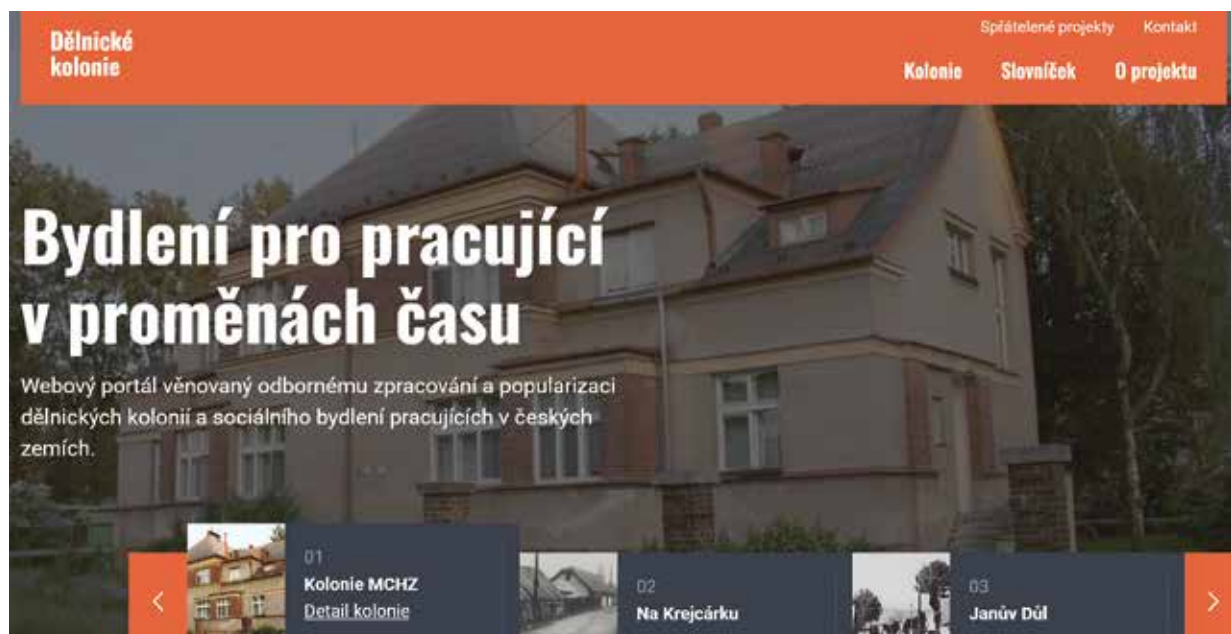 Dělnické
kolonie
Spřátelené projekty Kontakt
Kolonie Slovníček O projektu
Bydlení pro pracující
v proměnách času
Webový portál věnovaný odbornému zpracování a popularizaci
dělnických kolonií a sociálního bydlení pracujících v českých
zemích.
01
Kolonie MCHZ
Detail kolonie
02
Na Krejcárku
03
Janův Důl